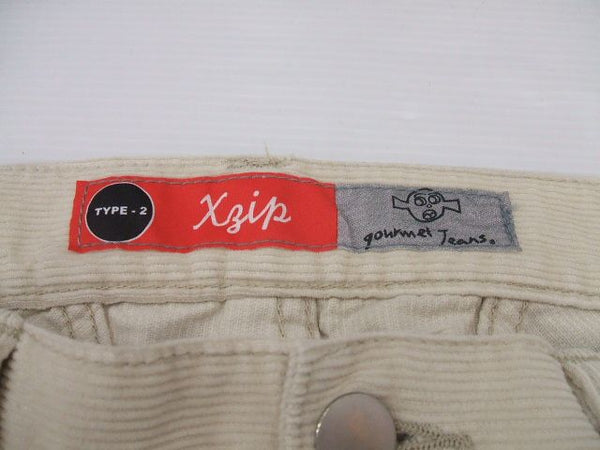 TYPE - 2
Xzip
gourmet Jeans.